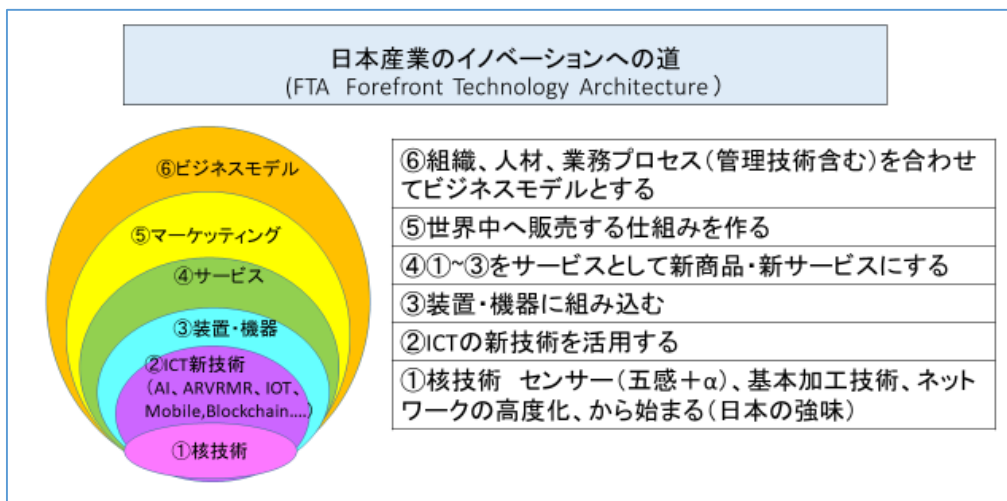 日本産業のイノベーションへの道
(FTA Forefront Technology Architecture)
⑥ビジネスモデル
⑤マーケッティング
④サービス
③装置・機器
②ICT新技術
(AI、ARVRMR、IOT、
Mobile,Blockchain....)
①核技術
⑥組織、人材、業務プロセス(管理技術含む)を合わせ
てビジネスモデルとする
⑤世界中へ販売する仕組みを作る
④①~③をサービスとして新商品・新サービスにする
③装置・機器に組み込む
②ICTの新技術を活用する
①核技術 センサー(五感+α)、基本加工技術、ネット
ワークの高度化、から始まる(日本の強味)